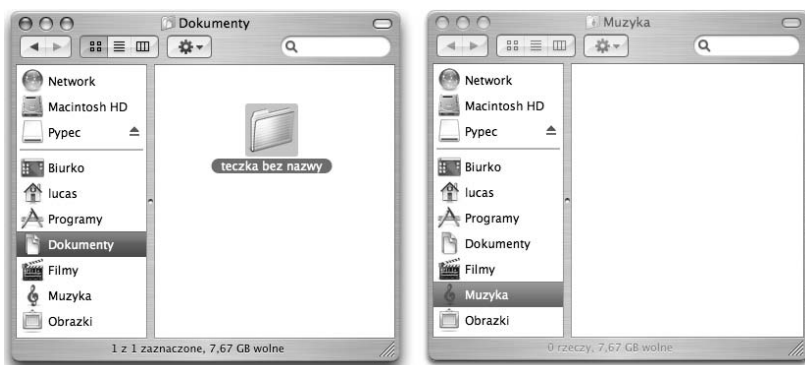 Dokumenty
Network
Macintosh HD
Pypec
Biurko
lucas
Programy
Dokumenty
Filmy
Muzyka
Obrazki
teczka bez nazwy
1 z 1 zaznaczone, 7,67 GB wolne
Muzyka
Network
Macintosh HD
Pypec
Biurko
lucas
Programy
Dokumenty
Filmy
Muzyka
Obrazki
0 rzeczy, 7,67 GB wolne